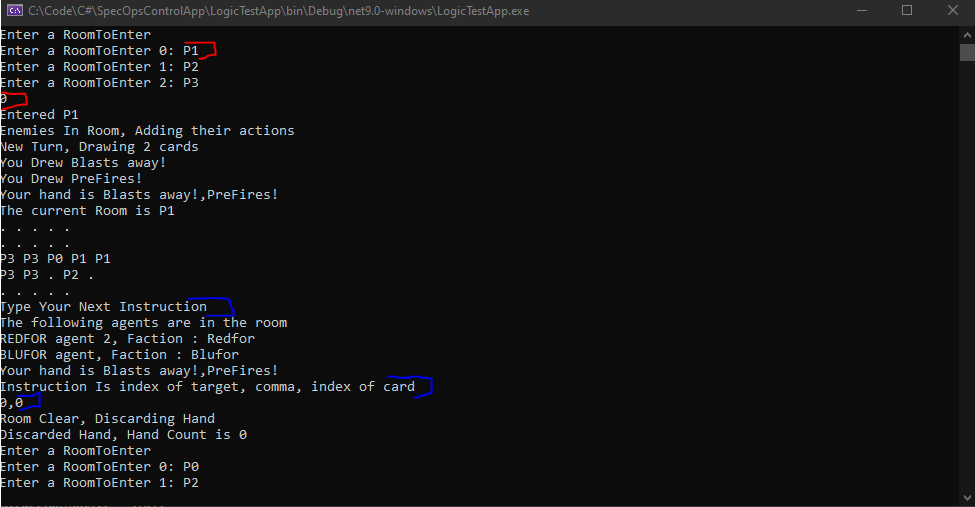 C:\Code\C#\SpecOpsControlApp\LogicTestApp\bin\Debug\net9.0-windows\LogicTestApp.exe
Enter a RoomToEnter
Enter a RoomToEnter 0: P1
Enter a RoomToEnter 1: P2
Enter a RoomToEnter 2: P3
0
Entered P1
Enemies In Room, Adding their actions
New Turn, Drawing 2 cards
You Drew Blasts away!
You Drew PreFires!
Your hand is Blasts away!,PreFires!
The current Room is P1
. . . . .
. . . . .
P3 P3 P0 P1 P1
P3 P3 . P2 .
. . . . .
Type Your Next Instruction
The following agents are in the room
REDFOR agent 2, Faction : Redfor
BLUFOR agent, Faction : Blufor
Your hand is Blasts away!,PreFires!
Instruction Is index of target, comma, index of card
0,0
Room Clear, Discarding Hand
Discarded Hand, Hand Count is 0
Enter a RoomToEnter
Enter a RoomToEnter 0: P0
Enter a RoomToEnter 1: P2